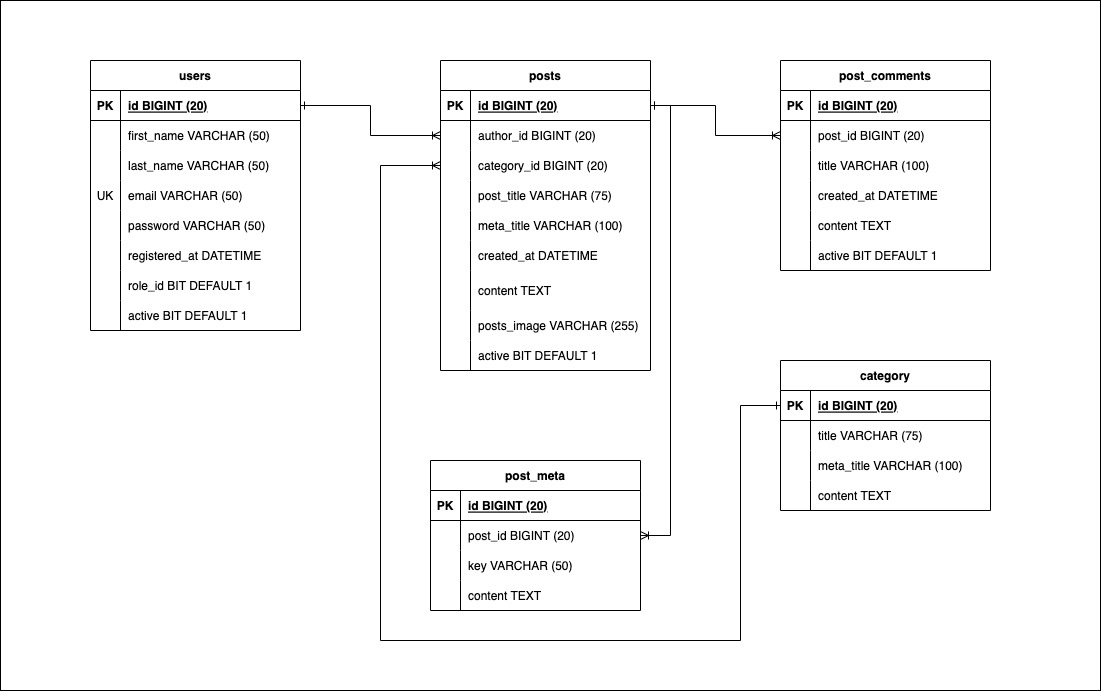 users
PK id BIGINT (20)
first_name VARCHAR (50)
last_name VARCHAR (50)
UK email VARCHAR (50)
password VARCHAR (50)
registered_at DATETIME
role_id BIT DEFAULT 1
active BIT DEFAULT 1
posts
PK id BIGINT (20)
author_id BIGINT (20)
category_id BIGINT (20)
post_title VARCHAR (75)
meta_title VARCHAR (100)
created_at DATETIME
content TEXT
posts_image VARCHAR (255)
active BIT DEFAULT 1
post_comments
PK id BIGINT (20)
post_id BIGINT (20)
title VARCHAR (100)
created_at DATETIME
content TEXT
active BIT DEFAULT 1
category
PK id BIGINT (20)
title VARCHAR (75)
meta_title VARCHAR (100)
content TEXT
post_meta
PK id BIGINT (20)
post_id BIGINT (20)
key VARCHAR (50)
content TEXT